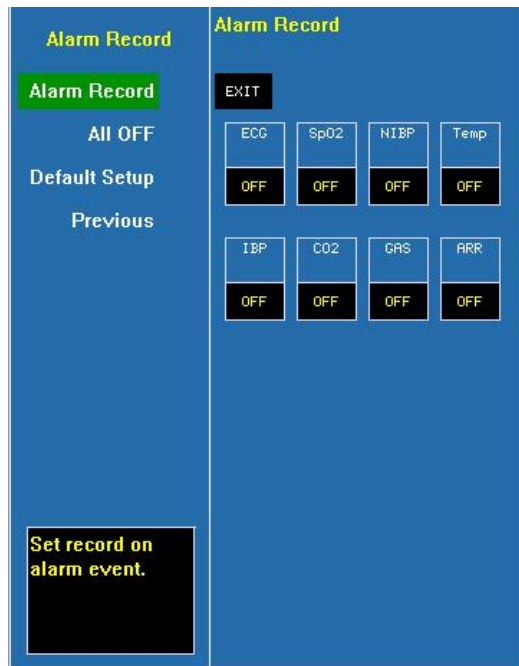 Alarm Record
Alarm Record
All OFF
Default Setup
Previous
Set record on
alarm event.
Alarm Record
EXIT
ECG SpO2 NIBP Temp
OFF OFF OFF OFF
IBP CO2 GAS ARR
OFF OFF OFF OFF